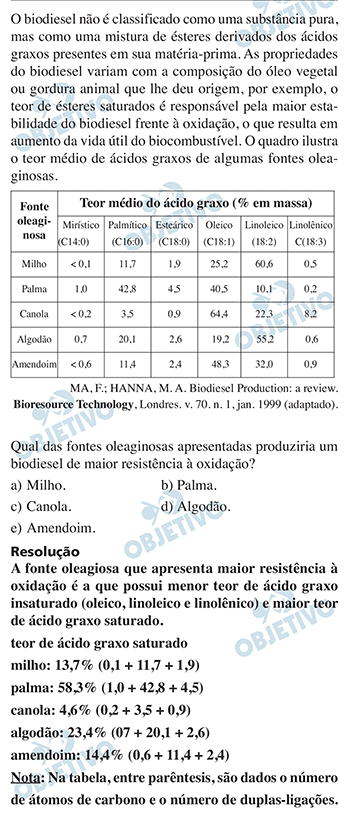 O biodiesel não é classificado como uma substância pura,
mas como uma mistura de ésteres derivados dos ácidos
graxos presentes em sua matéria-prima. As propriedades
do biodiesel variam com a composição do óleo vegetal
ou gordura animal que lhe deu origem, por exemplo, o
teor de ésteres saturados é responsável pela maior esta-
bilidade do biodiesel frente à oxidação, o que resulta em
aumento da vida útil do biocombustível. O quadro ilustra
o teor médio de ácidos graxos de algumas fontes olea-
ginosas.
Fonte oleagi-nosa Teor médio do ácido graxo (% em massa)
Mirístico (C14:0) Palmítico (C16:0) Esteárico (C18:0) Oleico (C18:1) Linoleico (18:2) Linolênico C(18:3)
Milho < 0,1 11,7 1,9 25,2 60,6 0,5
Palma 1,0 42,8 4,5 40,5 10,1 0,2
Canola < 0,2 3,5 0,9 64,4 22,3 8,2
Algodão 0,7 20,1 2,6 19,2 55,2 0,6
Amendoim < 0,6 11,4 2,4 48,3 32,0 0,9
MA, F.; HANNA, M. A. Biodiesel Production: a review.
Bioresource Technology, Londres. v. 70. n. 1, jan. 1999 (adaptado).
Qual das fontes oleaginosas apresentadas produziria um
biodiesel de maior resistência à oxidação?
a) Milho. b) Palma.
c) Canola. d) Algodão.
e) Amendoim.
Resolução
A fonte oleagiosa que apresenta maior resistência à
oxidação é a que possui menor teor de ácido graxo
insaturado (oleico, linoleico e linolênico) e maior teor
de ácido graxo saturado.
teor de ácido graxo saturado
milho: 13,7% (0,1 + 11,7 + 1,9)
palma: 58,3% (1,0 + 42,8 + 4,5)
canola: 4,6% (0,2 + 3,5 + 0,9)
algodão: 23,4% (07 + 20,1 + 2,6)
amendoim: 14,4% (0,6 + 11,4 + 2,4)
Nota: Na tabela, entre parêntesis, são dados o número
de átomos de carbono e o número de duplas-ligações.
OBJETIVO
OBJETIVO
OBJETIVO
OBJETIVO
OBJETIVO
OBJETIVO
OBJETIVO